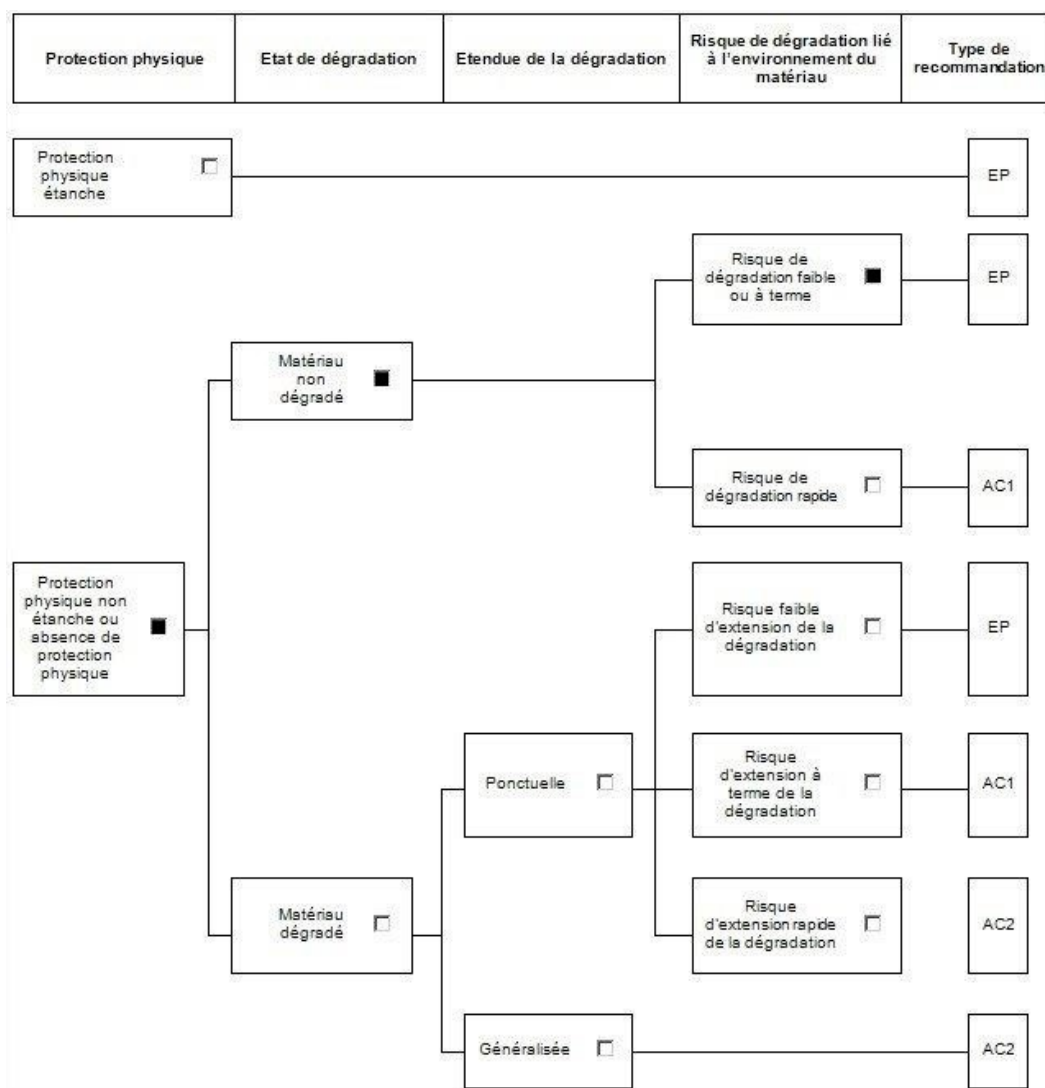 Protection physique
Etat de dégradation
Etendue de la dégradation
Risque de dégradation lié
à l'environnement du
matériau
Type de
recommandation
Protection
physique
étanche
EP
Risque de
dégradation faible
ou à terme
EP
Matériau
non
dégradé
Risque de
dégradation rapide
AC1
Protection
physique non
étanche ou
absence de
protection
physique
Risque faible
d'extension de la
dégradation
EP
Ponctuelle
Risque
d'extension à
terme de la
dégradation
AC1
Matériau
dégradé
Risque
d'extension rapide
de la dégradation
AC2
Généralisée
AC2